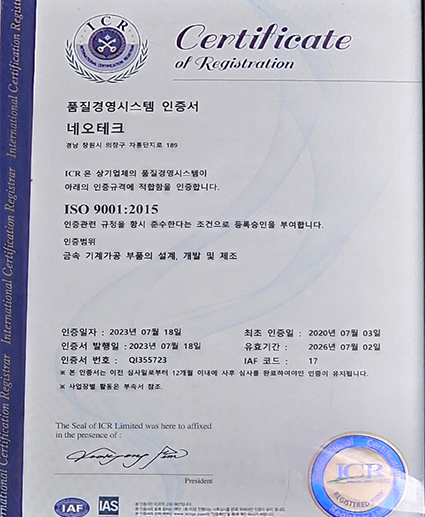 ICR
Certificate
of Registration
International Certification Registrar
품질경영시스템 인증서
네오테크
경남 창원시 의창구 차룡단지로 189
ICR 은 상기업체의 품질경영시스템이
아래의 인증규격에 적합함을 인증합니다.
ISO 9001:2015
인증관련 규정을 항시 준수한다는 조건으로 등록승인을 부여합니다.
인증범위
금속 기계가공 부품의 설계, 개발 및 제조
인증일자 : 2023년 07월 18일 최초 인증일 : 2020년 07월 03일
인증서 발행일 : 2023년 07월 18일 유효기간 : 2026년 07월 02일
인증서 번호 : QI355723 IAF 코드 : 17
※ 본 인증서는 이전 심사일로부터 12개월 이내에 사후 심사를 완료하여야만 인증이 유지됩니다.
※ 사업장별 활동은 부속서 참조.
The Seal of ICR Limited was here to affixed
in the presence of :
President
IAF
IAS
ICR
REGISTERED FIRM